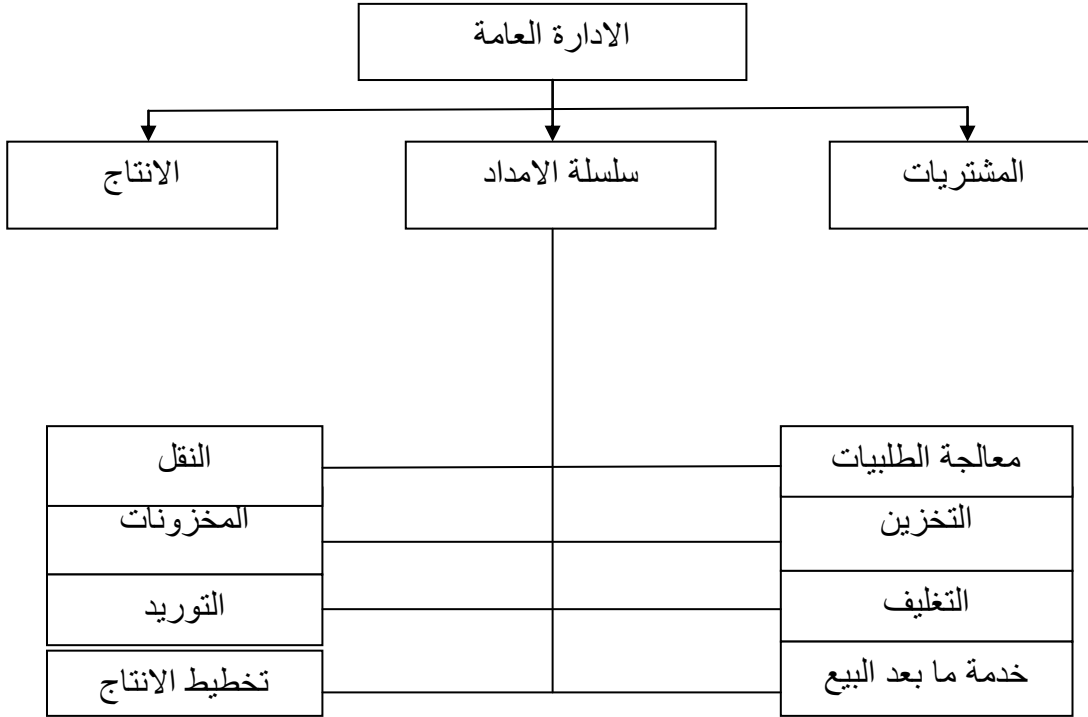 الادارة العامة
المشتريات
سلسلة الامداد
الانتاج
معالجة الطلبيات
النقل
التخزين
المخزونات
التغليف
التوريد
خدمة ما بعد البيع
تخطيط الانتاج